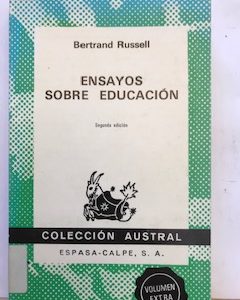 Bertrand Russell
ENSAYOS
SOBRE EDUCACIÓN
Segunda edición
COLECCIÓN AUSTRAL
ESPASA-CALPE, S. A.
VOLUMEN
EXTRA